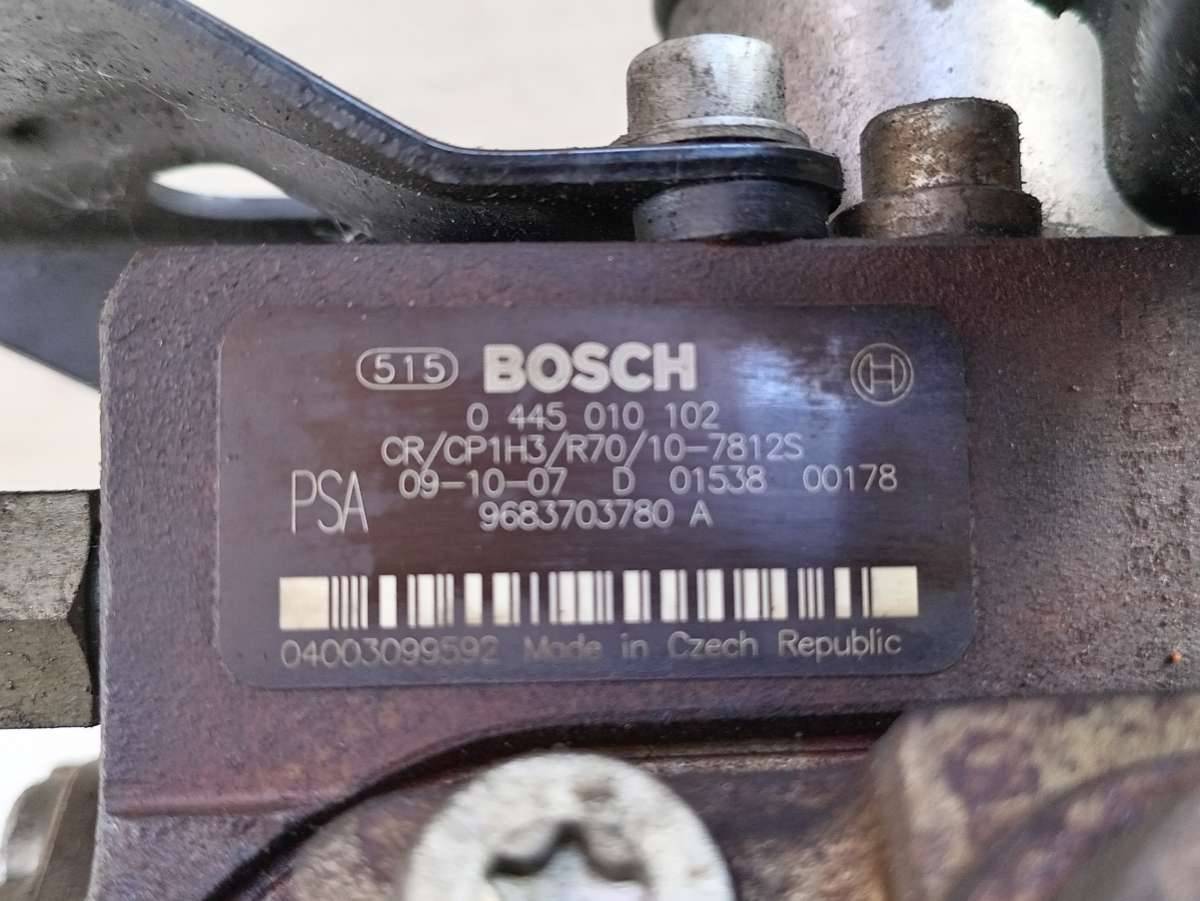 515 BOSCH
0 445 010 102
CR/CP1H3/R70/10-7812S
09-10-07 D 01538 00178
PSA 9683703780 A
04003099592 Made in Czech Republic